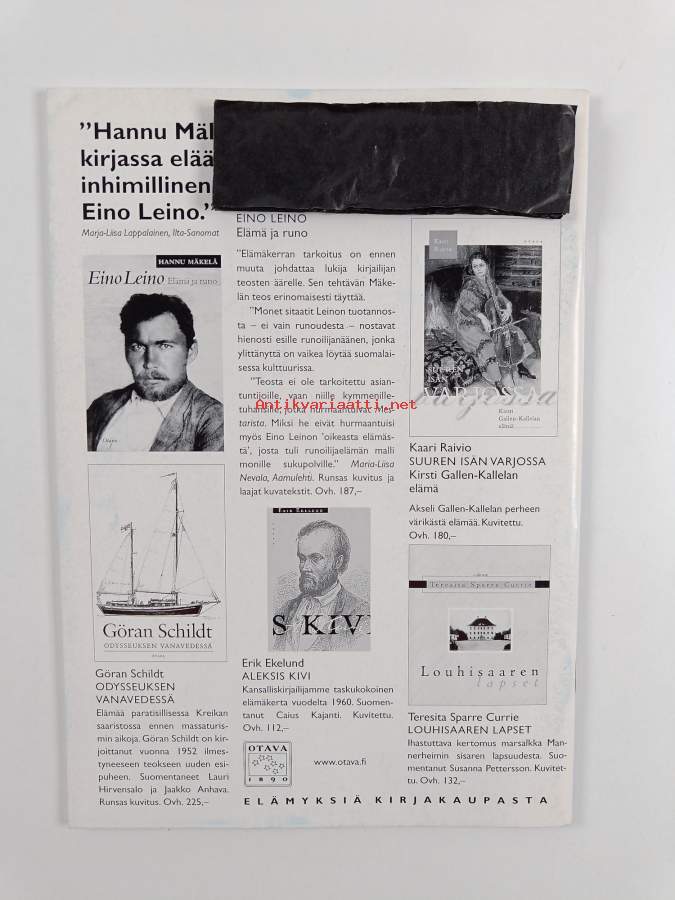 "Hannu Mäk
kirjassa elää
inhimillinen
Eino Leino."
Marja-Liisa Lappalainen, Ilta-Sanomat
HANNU MÄKELÄ
Eino Leino Elämä ja runo
Otava
EINO LEINO
Elämä ja runo
"Elämäkerran tarkoitus on ennen
muuta johdattaa lukija kirjailijan
teosten äärelle. Sen tehtävän Mäke-
län teos erinomaisesti täyttää.
"Monet sitaatit Leinon tuotannos-
ta – ei vain runoudesta – nostavat
hienosti esille runoilijanäänen, jonka
ylittänyttä on vaikea löytää suomalai-
sessa kulttuurissa.
"Teosta ei ole tarkoitettu asian-
tuntijoille, vaan niille kymmenille-
tuhansille, jotka hurmaantuivat Mes-
tarista. Miksi he eivät hurmaantuisi
myös Eino Leinon 'oikeasta elämäs-
tä', josta tuli runoilijaelämän malli
monille sukupolville." Maria-Liisa
Nevala, Aamulehti. Runsas kuvitus ja
laajat kuvatekstit. Ovh. 187,–
Antikvariaatti.net
OTAVA
Kaari
Raivio
SUUREN
ISÄN
VARJOSSA
varjossa
Kirsti
Gallen-Kallelan
elämä
Kaari Raivio
SUUREN ISÄN VARJOSSA
Kirsti Gallen-Kallelan
elämä
Akseli Gallen-Kallelan perheen
värikästä elämää. Kuvitettu.
Ovh. 180,–
Göran Schildt
ODYSSEUKSEN VANAVEDESSÄ
Göran Schildt
ODYSSEUKSEN
VANAVEDESSÄ
Elämää paratiisillisessa Kreikan
saaristossa ennen massaturis-
min aikoja. Göran Schildt on kir-
joittanut vuonna 1952 ilmes-
tyneeseen teokseen uuden esi-
puheen. Suomentaneet Lauri
Hirvensalo ja Jaakko Anhava.
Runsas kuvitus. Ovh. 225,–
ERIK EKELUND
S KIVI
Erik Ekelund
ALEKSIS KIVI
Kansalliskirjailijamme taskukokoinen
elämäkerta vuodelta 1960. Suomen-
tanut Caius Kajanti. Kuvitettu.
Ovh. 112,–
OTAVA
1890
www.otava.fi
Teresita Sparre Currie
Louhisaaren
lapset
Teresita Sparre Currie
LOUHISAAREN LAPSET
Ihastuttava kertomus marsalkka Man-
nerheimin sisaren lapsuudesta. Suo-
mentanut Susanna Pettersson. Kuvitet-
tu. Ovh. 132,–
ELÄMYKSIÄ KIRJAKAUPASTA